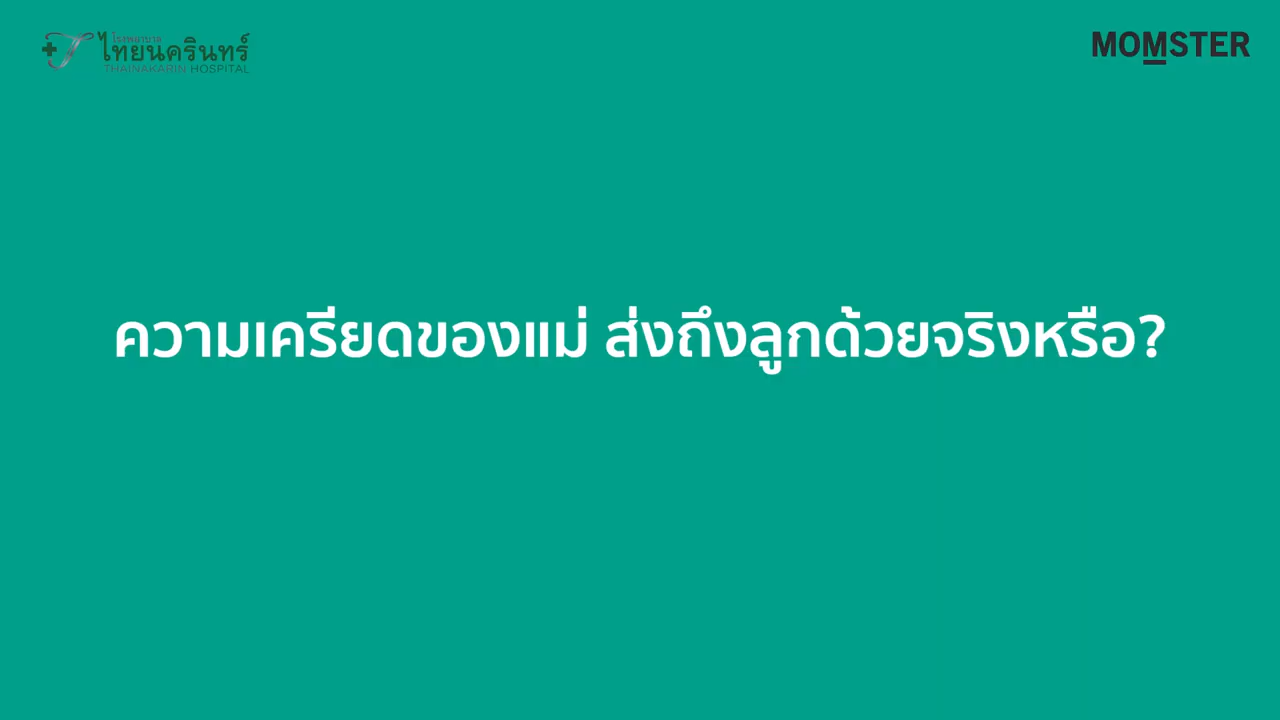 โรงพยาบาล
ไทยนครินทร์
THAINAKARIN HOSPITAL
MOMSTER
ความเครียดของแม่ ส่งถึงลูกด้วยจริงหรือ?